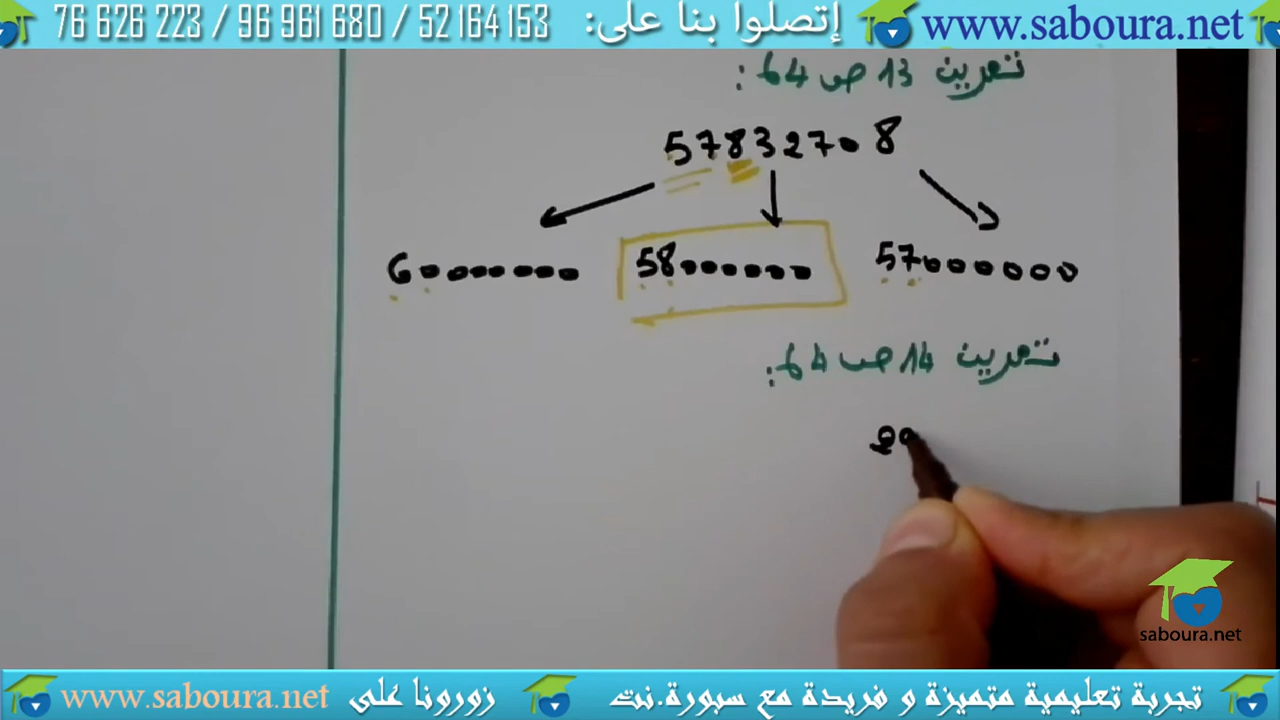 www.saboura.net إتصلوا بنا على: 76 626 223 / 96 961 680 / 52 164 153
تمرين 13 ص 64 :
57832708
60000000 58000000 57000000
تمرين 14 ص 64 :
99
saboura.net
تجربة تعليمية متميزة و فريدة مع سبورة.نت زورونا على www.saboura.net